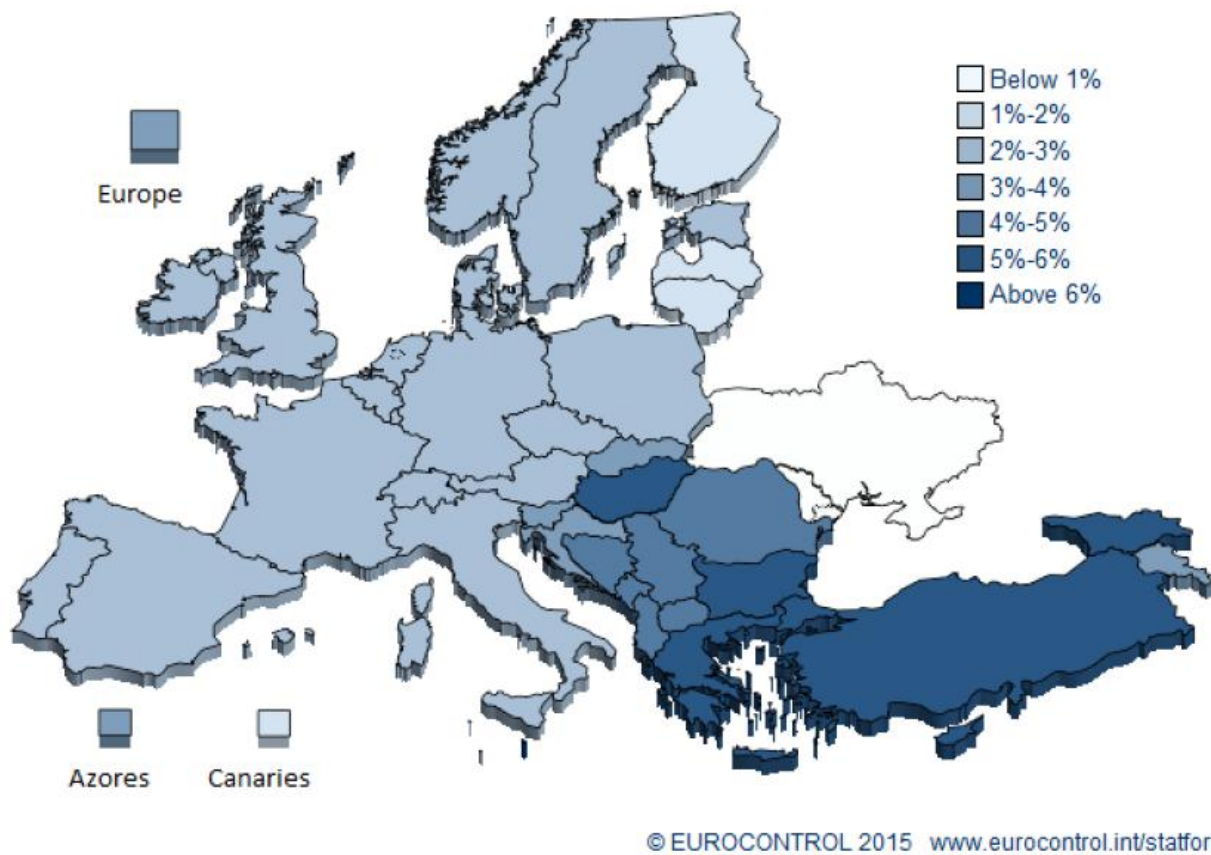 Below 1%
1%-2%
2%-3%
3%-4%
4%-5%
5%-6%
Above 6%
Europe
Azores
Canaries
© EUROCONTROL 2015 www.eurocontrol.int/statfor